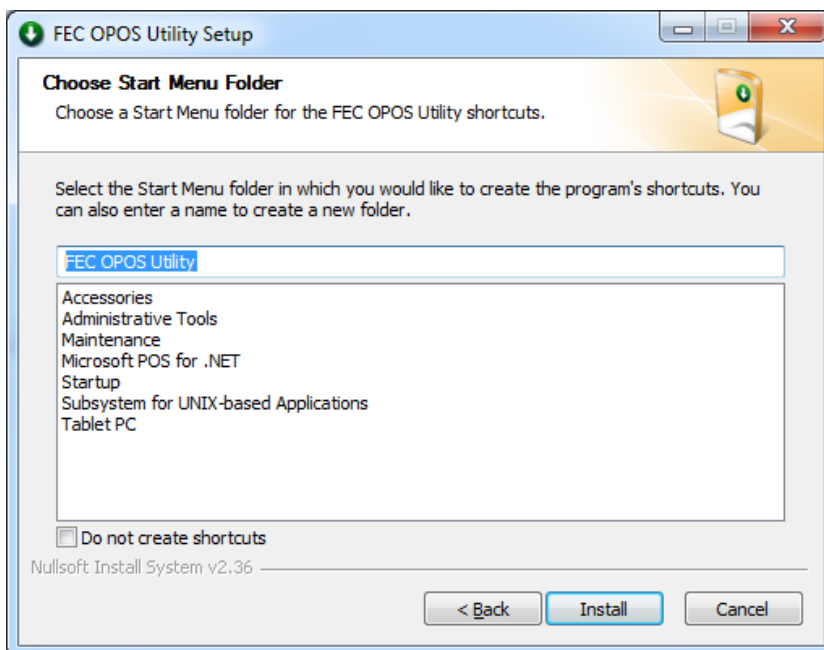 FEC OPOS Utility Setup
Choose Start Menu Folder
Choose a Start Menu folder for the FEC OPOS Utility shortcuts.
Select the Start Menu folder in which you would like to create the program's shortcuts. You
can also enter a name to create a new folder.
FEC OPOS Utility
Accessories
Administrative Tools
Maintenance
Microsoft POS for .NET
Startup
Subsystem for UNIX-based Applications
Tablet PC
Do not create shortcuts
Nullsoft Install System v2.36
< Back
Install
Cancel